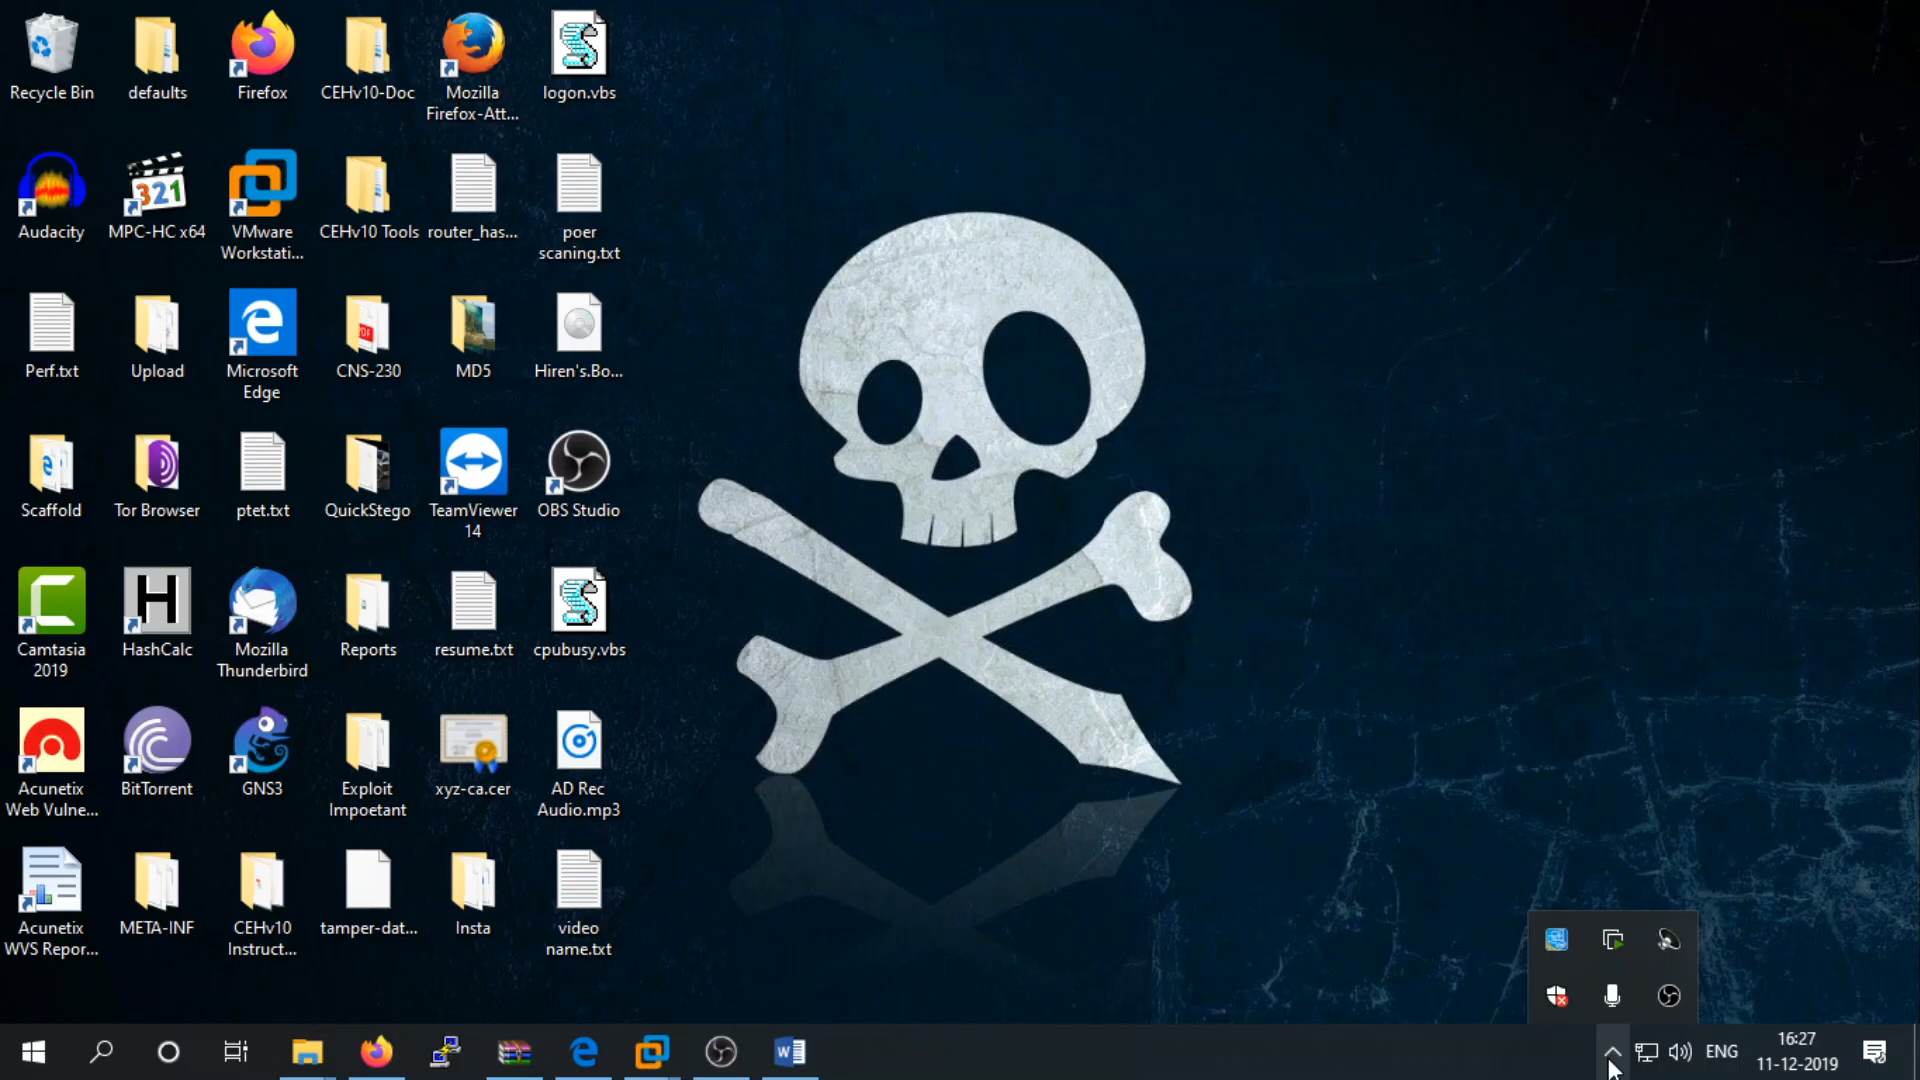 Recycle Bin
defaults
Firefox
CEHv10-Doc
Mozilla
Firefox-Att...
logon.vbs
Audacity
321
MPC-HC x64
VMware
Workstati...
CEHv10 Tools
router_has...
poer
scaning.txt
Perf.txt
Upload
Microsoft
Edge
PDF
CNS-230
MD5
Hiren's.Bo...
Scaffold
Tor Browser
ptet.txt
QuickStego
TeamViewer
14
OBS Studio
Camtasia
2019
H
HashCalc
Mozilla
Thunderbird
Reports
resume.txt
cpubusy.vbs
Acunetix
Web Vulne...
BitTorrent
GNS3
Exploit
Impoetant
xyz-ca.cer
AD Rec
Audio.mp3
Acunetix
WVS Repor...
META-INF
CEHv10
Instruct...
tamper-dat...
Insta
video
name.txt
W
ENG
16:27
11-12-2019